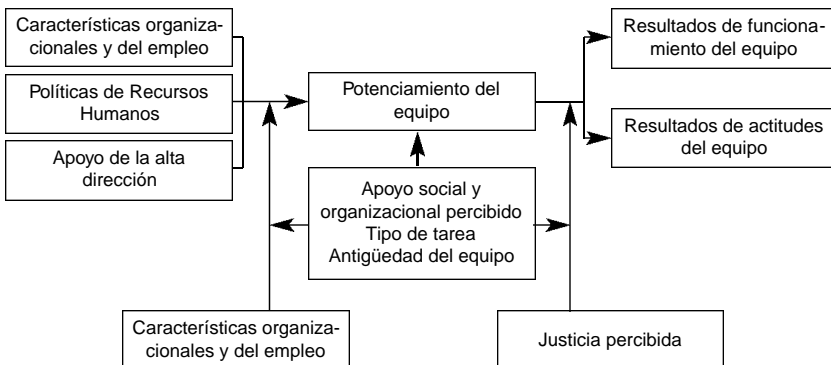 Características organiza-
cionales y del empleo
Políticas de Recursos
Humanos
Apoyo de la alta
dirección
Potenciamiento del
equipo
Resultados de funciona-
miento del equipo
Resultados de actitudes
del equipo
Apoyo social y
organizacional percibido
Tipo de tarea
Antigüedad del equipo
Características organiza-
cionales y del empleo
Justicia percibida